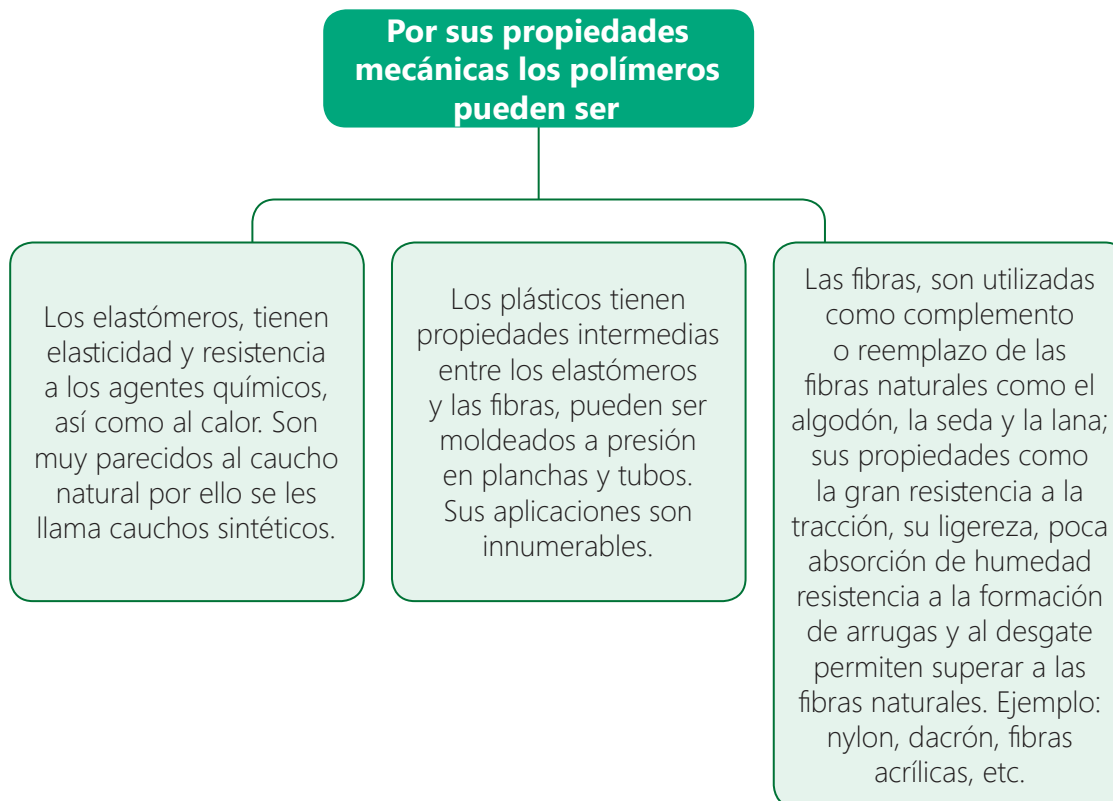 Por sus propiedades
mecánicas los polímeros
pueden ser
Los elastómeros, tienen
elasticidad y resistencia
a los agentes químicos,
así como al calor. Son
muy parecidos al caucho
natural por ello se les
llama cauchos sintéticos.
Los plásticos tienen
propiedades intermedias
entre los elastómeros
y las fibras, pueden ser
moldeados a presión
en planchas y tubos.
Sus aplicaciones son
innumerables.
Las fibras, son utilizadas
como complemento
o reemplazo de las
fibras naturales como el
algodón, la seda y la lana;
sus propiedades como
la gran resistencia a la
tracción, su ligereza, poca
absorción de humedad
resistencia a la formación
de arrugas y al desgate
permiten superar a las
fibras naturales. Ejemplo:
nylon, dacrón, fibras
acrílicas, etc.